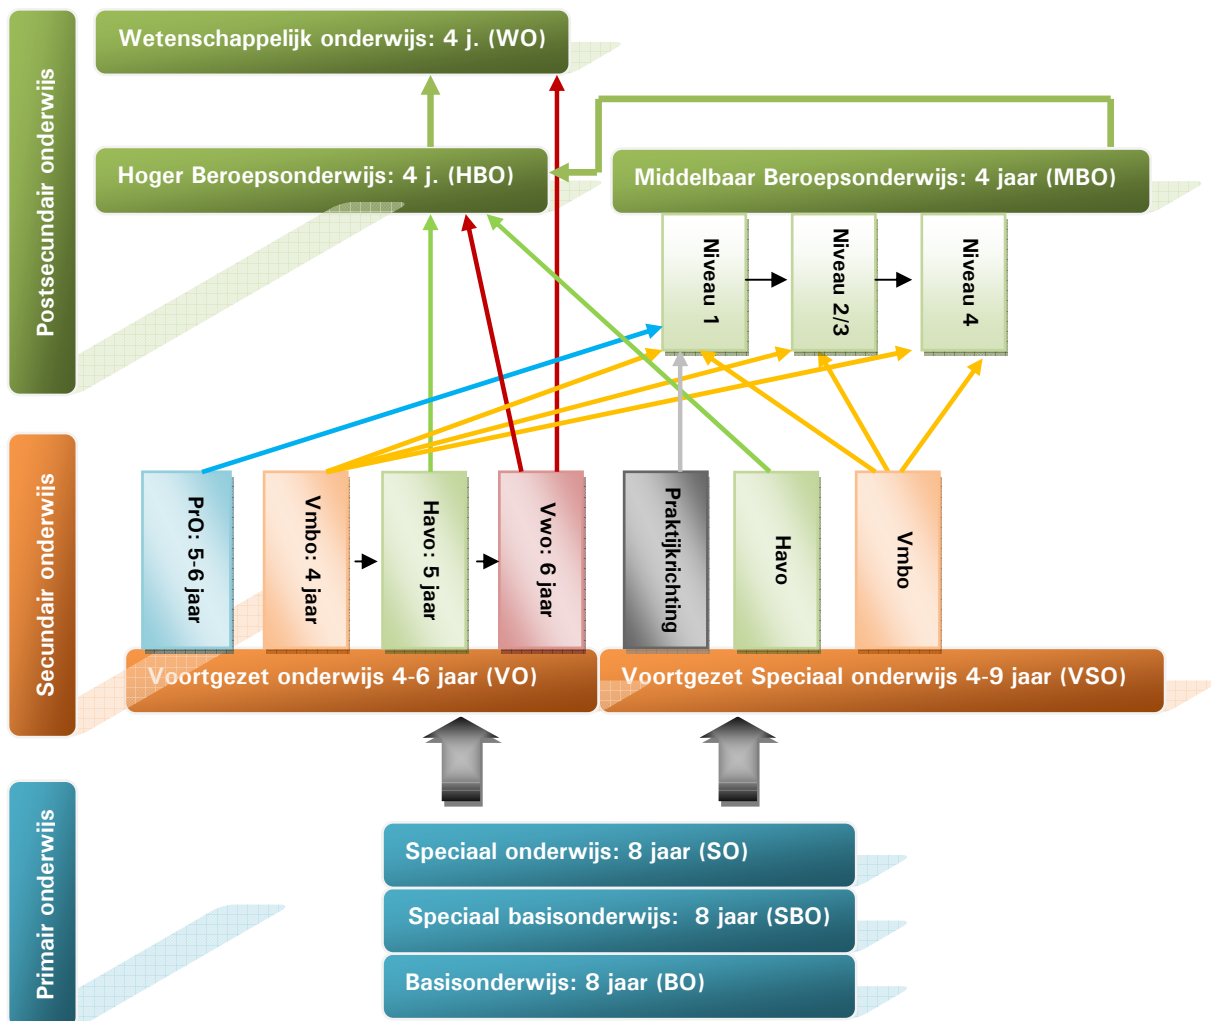 Postsecundair onderwijs
Wetenschappelijk onderwijs: 4 j. (WO)
Hoger Beroepsonderwijs: 4 j. (HBO)
Middelbaar Beroepsonderwijs: 4 jaar (MBO)
Niveau 1
Niveau 2/3
Niveau 4
Secundair onderwijs
PrO: 5-6 jaar
Vmbo: 4 jaar
Havo: 5 jaar
Vwo: 6 jaar
Praktijkrichting
Havo
Vmbo
Voortgezet onderwijs 4-6 jaar (VO)
Voortgezet Speciaal onderwijs 4-9 jaar (VSO)
Primair onderwijs
Speciaal onderwijs: 8 jaar (SO)
Speciaal basisonderwijs: 8 jaar (SBO)
Basisonderwijs: 8 jaar (BO)